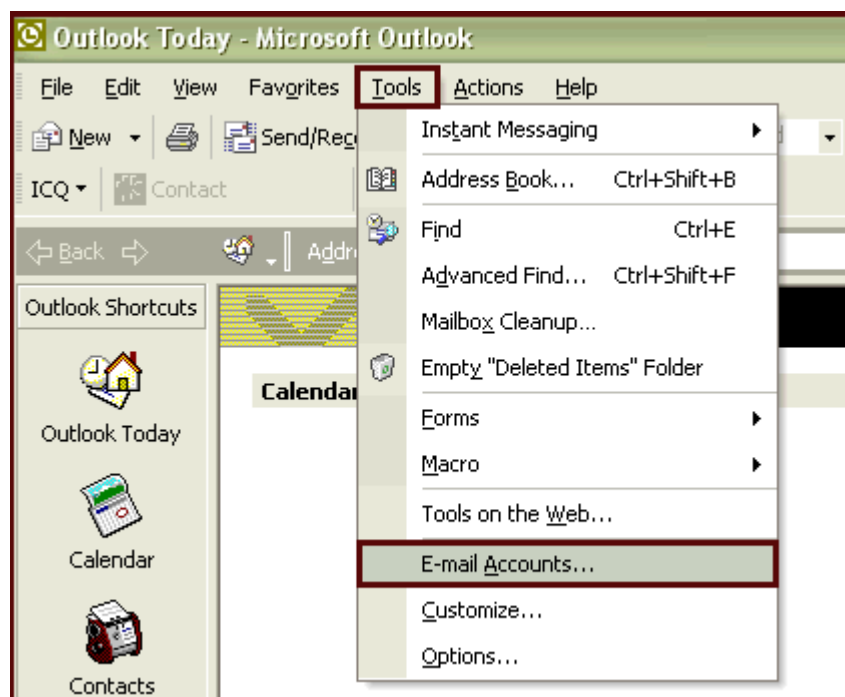 Outlook Today - Microsoft Outlook
File Edit View Favorites Tools Actions Help
New Send/Rec
ICQ Contact
Back Addr
Instant Messaging
Address Book... Ctrl+Shift+B
Find Ctrl+E
Advanced Find... Ctrl+Shift+F
Mailbox Cleanup...
Empty "Deleted Items" Folder
Forms
Macro
Tools on the Web...
E-mail Accounts...
Customize...
Options...
Outlook Shortcuts
Outlook Today
Calendar
Contacts
Calendar